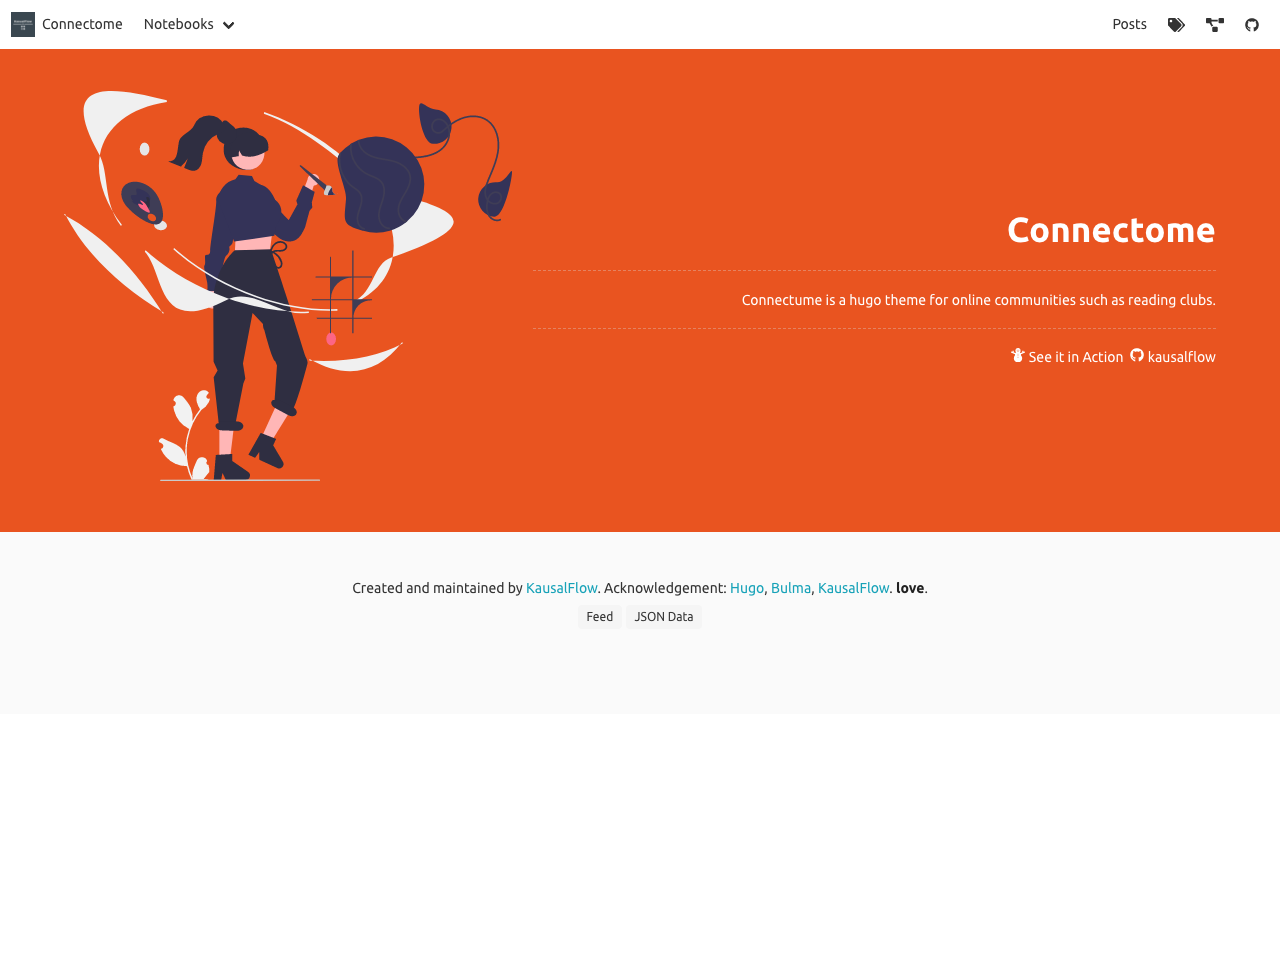 Connectome Notebooks Posts
Connectome
Connectume is a hugo theme for online communities such as reading clubs.
See it in Action kausalflow
Created and maintained by KausalFlow. Acknowledgement: Hugo, Bulma, KausalFlow. love.
Feed JSON Data